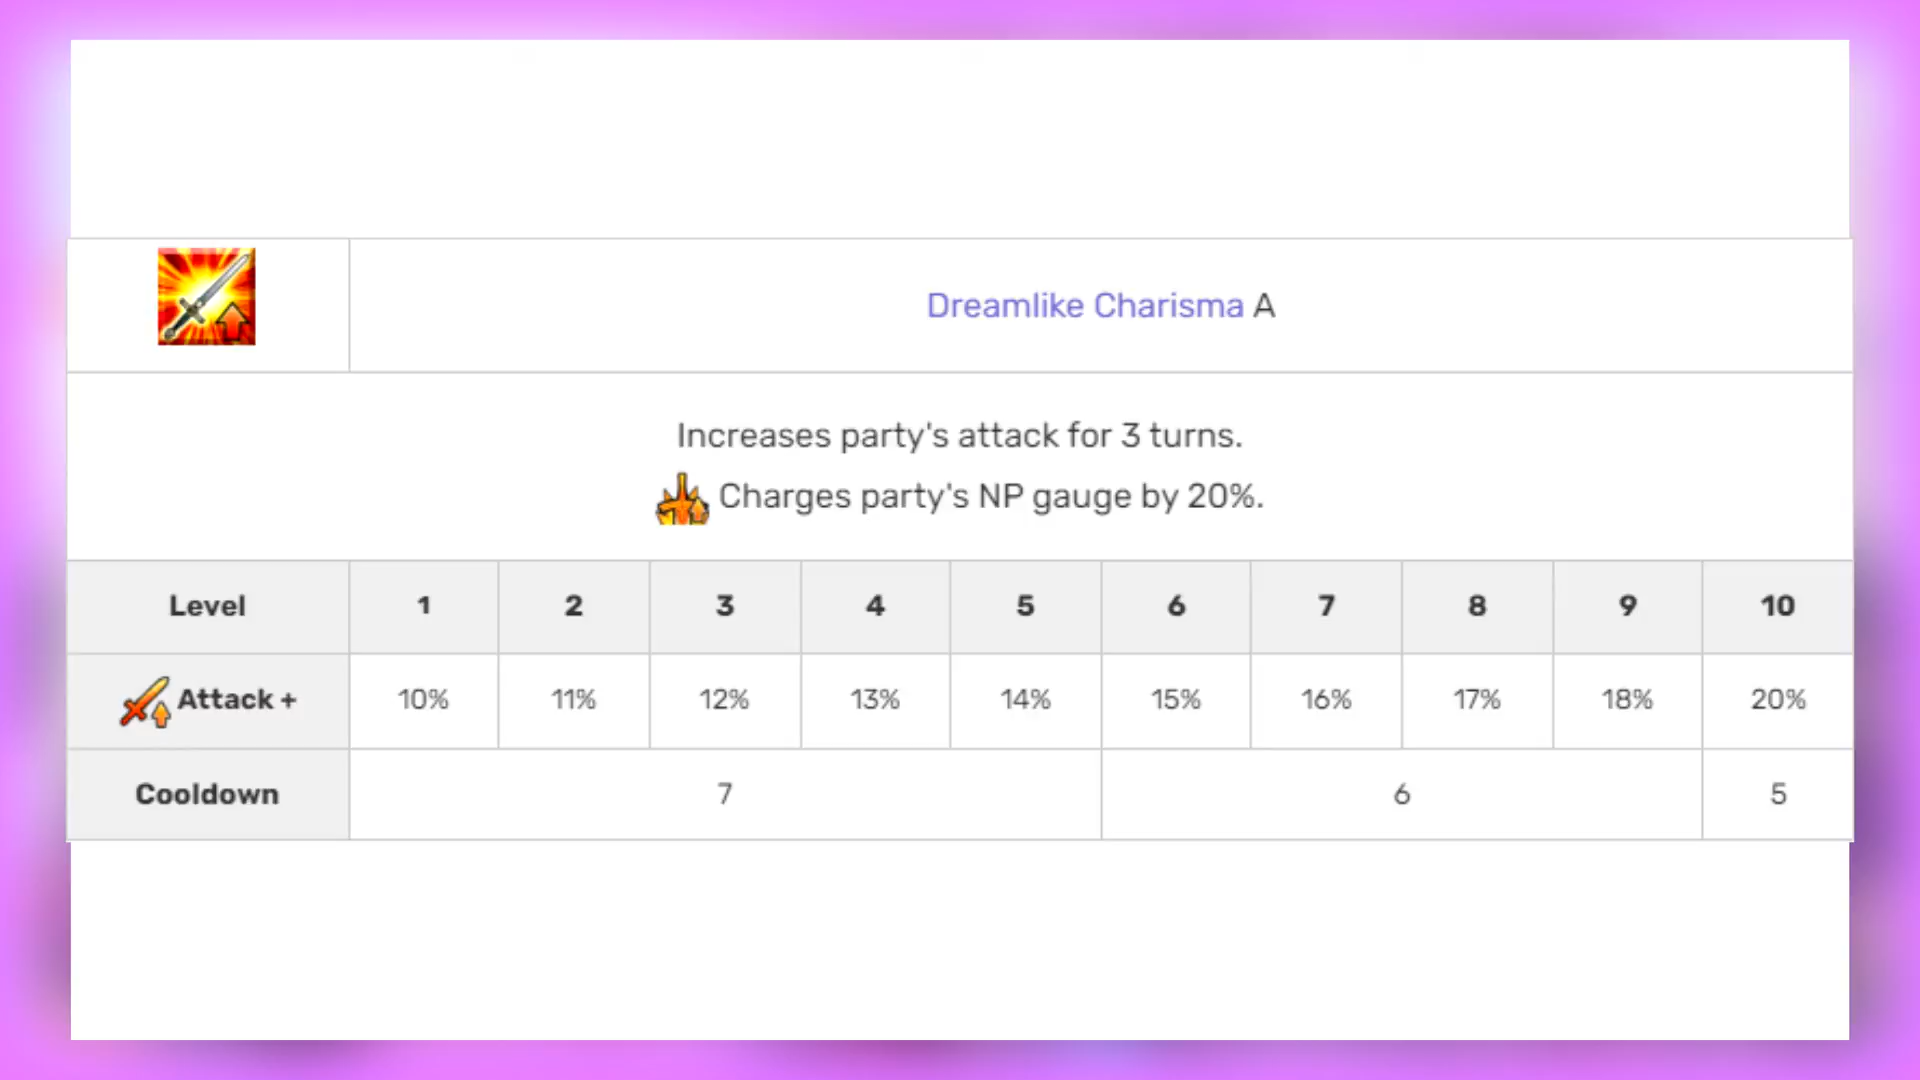 Dreamlike Charisma A
Increases party's attack for 3 turns.
Charges party's NP gauge by 20%.
Level 1 2 3 4 5 6 7 8 9 10
Attack + 10% 11% 12% 13% 14% 15% 16% 17% 18% 20%
Cooldown 7 6 5